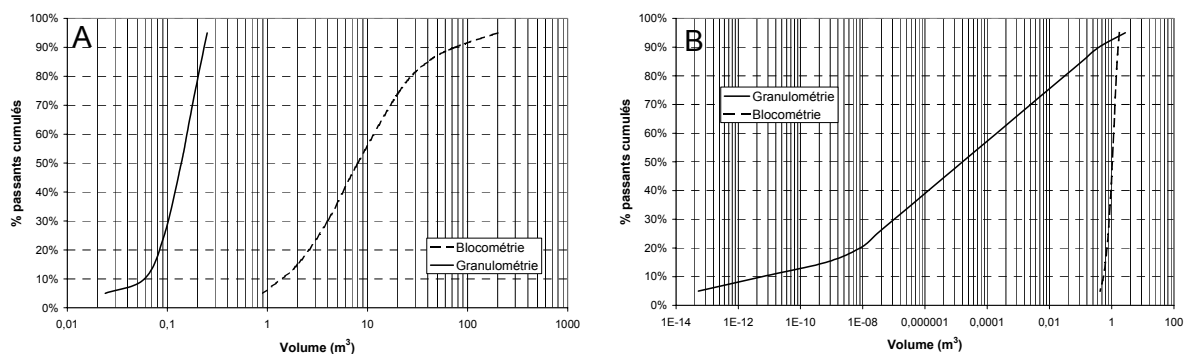 A
% passants cumulés
100%
90%
80%
70%
60%
50%
40%
30%
20%
10%
0%
Blocométrie
Granulométrie
0,01 0,1 1 10 100 1000
Volume (m³)
B
% passants cumulés
100%
90%
80%
70%
60%
50%
40%
30%
20%
10%
0%
Granulométrie
Blocométrie
1E-14 1E-12 1E-10 1E-08 0,000001 0,0001 0,01 1 100
Volume (m³)